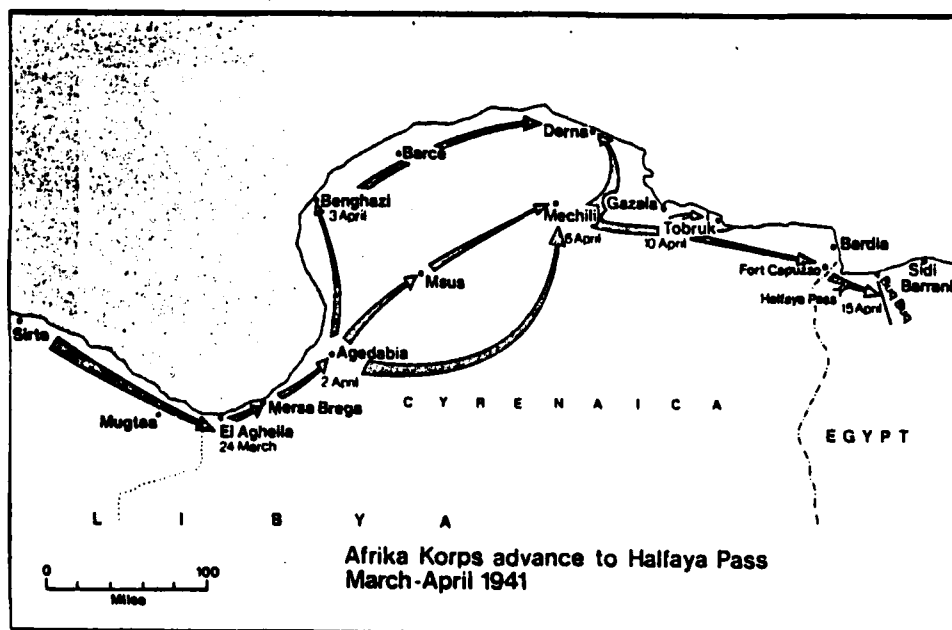 Derna
Barce
Benghazi
3 April
Mechili
6 April
Gazala
Tobruk
10 April
Bardia
Fort Capuzzo
Sidi
Barrani
Halfaya Pass
15 April
Msus
Sirte
Agedabia
2 April
Mersa Brega
Mugtaa
El Agheila
24 March
C Y R E N A I C A
E G Y P T
L I B Y A
0 100
Miles
Afrika Korps advance to Halfaya Pass
March-April 1941